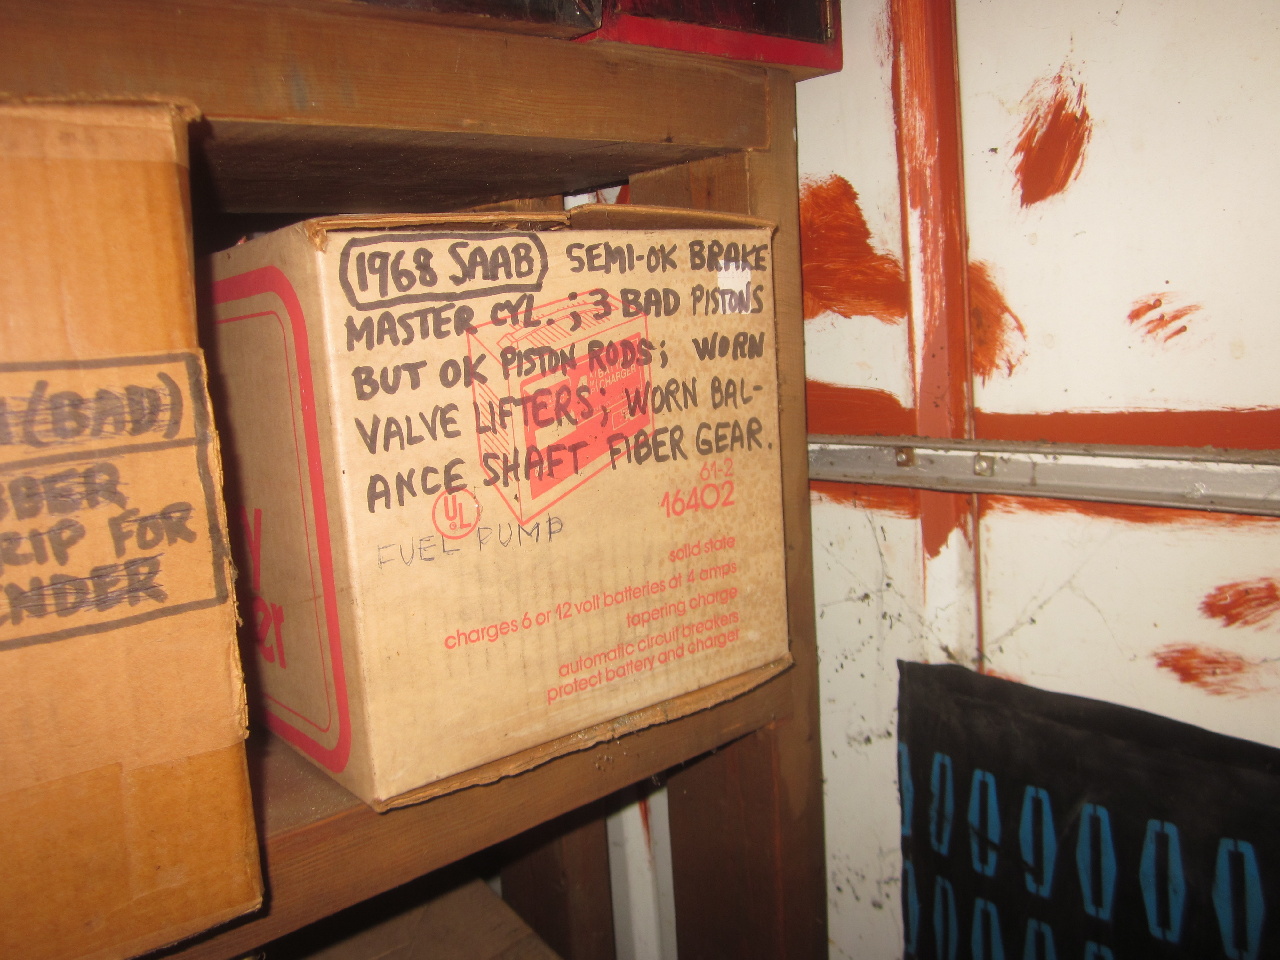 (BAD)
RIP FOR
1968 SAAB SEMI-OK BRAKE
MASTER CYL.; 3 BAD PISTONS
BUT OK PISTON RODS; WORN
VALVE LIFTERS; WORN BAL-
ANCE SHAFT FIBER GEAR.
CHARGER
UL
61-2
16402
FUEL PUMP
solid state
charges 6 or 12 volt batteries at 4 amps
tapering charge
automatic circuit breakers
protect battery and charger